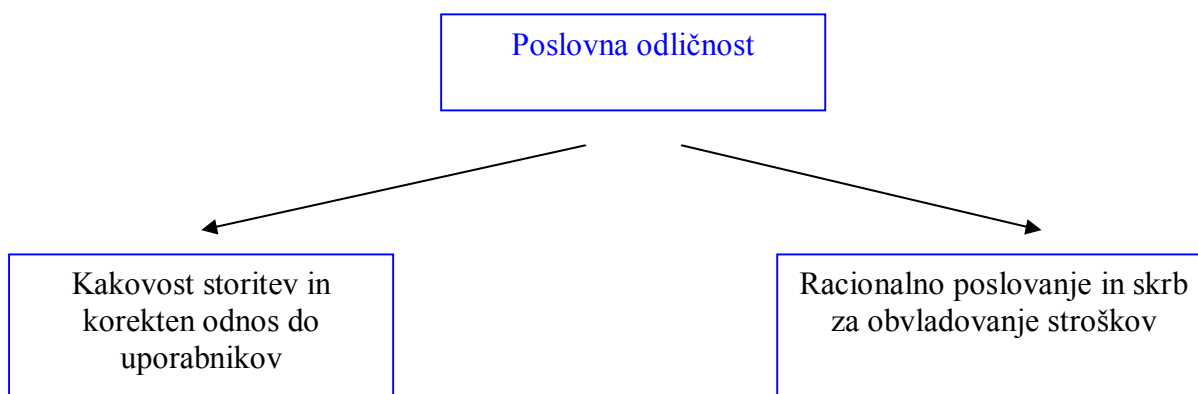 Poslovna odličnost
Kakovost storitev in
korekten odnos do
uporabnikov
Racionalno poslovanje in skrb
za obvladovanje stroškov